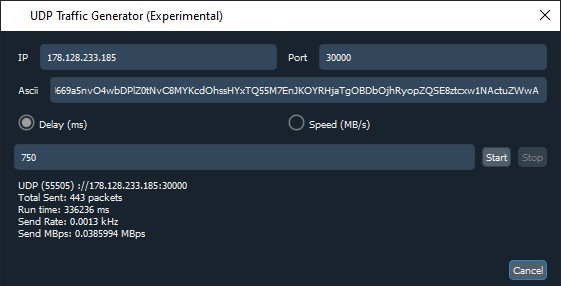 UDP Traffic Generator (Experimental)
IP 178.128.233.185 Port 30000
Ascii l669a5nvO4wbDPlZ0tNvC8MYKcdOhssHYxTQ55M7EnJKOYRHjaTgOBDbOjhRyopZQSE8ztcxw1NActuZWwA
Delay (ms) Speed (MB/s)
750 Start Stop
UDP (55505) ://178.128.233.185:30000
Total Sent: 443 packets
Run time: 336236 ms
Send Rate: 0.0013 kHz
Send MBps: 0.0385994 MBps
Cancel